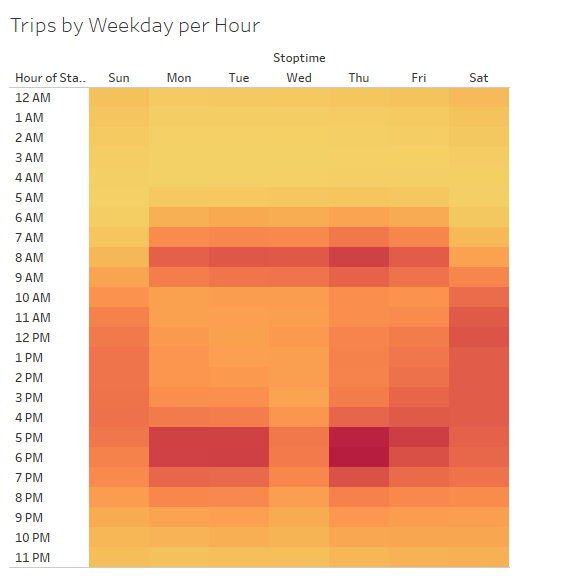 Trips by Weekday per Hour
Stoptime
Hour of Sta.. Sun Mon Tue Wed Thu Fri Sat
12 AM
1 AM
2 AM
3 AM
4 AM
5 AM
6 AM
7 AM
8 AM
9 AM
10 AM
11 AM
12 PM
1 PM
2 PM
3 PM
4 PM
5 PM
6 PM
7 PM
8 PM
9 PM
10 PM
11 PM